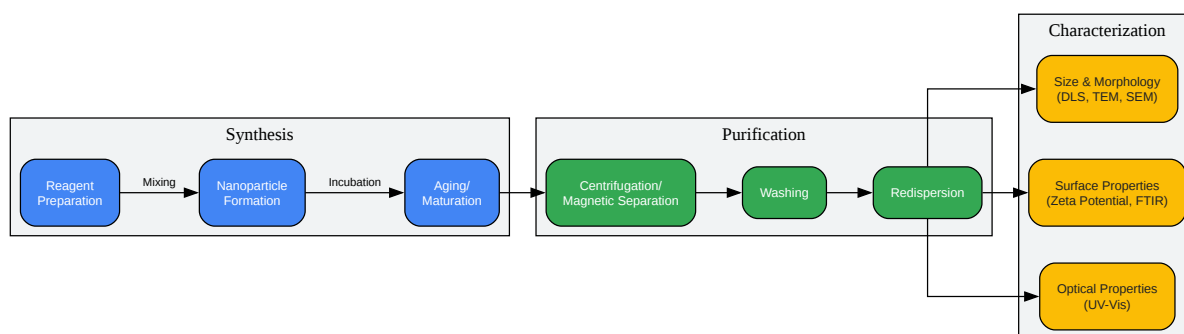 Synthesis
Reagent
Preparation
Mixing
Nanoparticle
Formation
Incubation
Aging/
Maturation
Purification
Centrifugation/
Magnetic Separation
Washing
Redispersion
Characterization
Size & Morphology
(DLS, TEM, SEM)
Surface Properties
(Zeta Potential, FTIR)
Optical Properties
(UV-Vis)